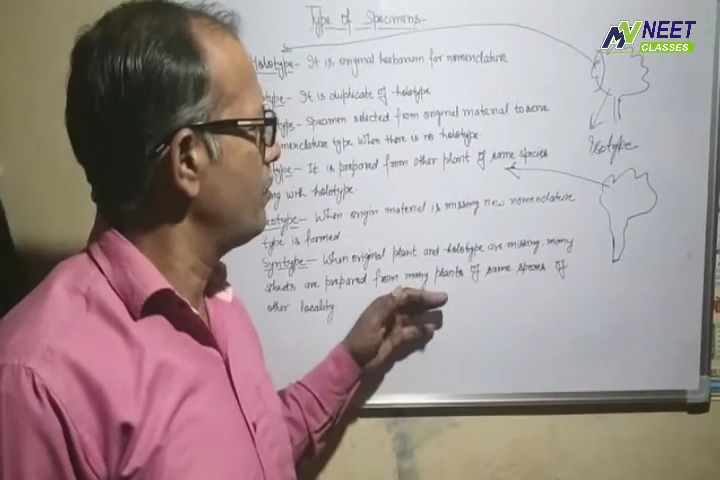 Type of Specimens
Holotype - It is original herbarium for nomenclature
type - It is duplicate of holotype
type - Specimen selected from original material to serve
nomenclature type when there is no holotype
type - It is prepared from other plant of same species
along with holotype
Neotype - When origin material is missing new nomenclature
type is formed
Syntype - When original plant and holotype are missing many
sheets are prepared from many plants of same species of
other locality
Isotype
MV NEET
CLASSES